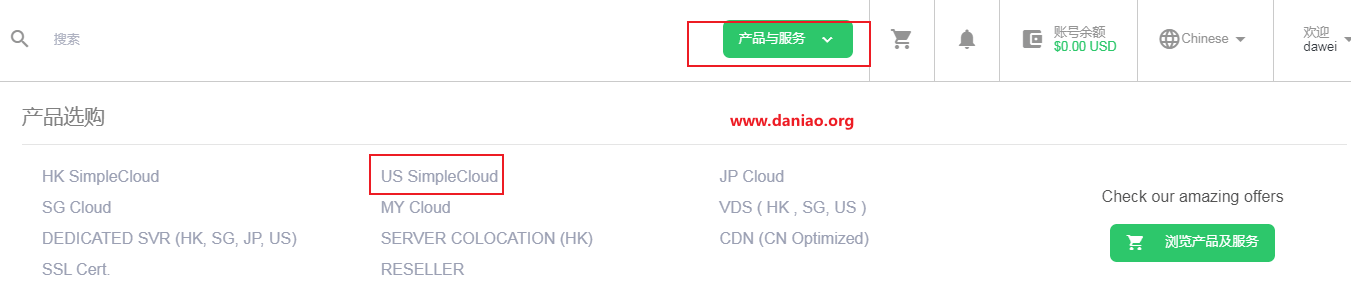 搜索
产品与服务
账号余额
$0.00 USD
Chinese
欢迎
dawei
产品选购
www.daniao.org
HK SimpleCloud
US SimpleCloud
JP Cloud
SG Cloud
MY Cloud
VDS ( HK , SG, US )
DEDICATED SVR (HK, SG, JP, US)
SERVER COLOCATION (HK)
CDN (CN Optimized)
SSL Cert.
RESELLER
Check our amazing offers
浏览产品及服务